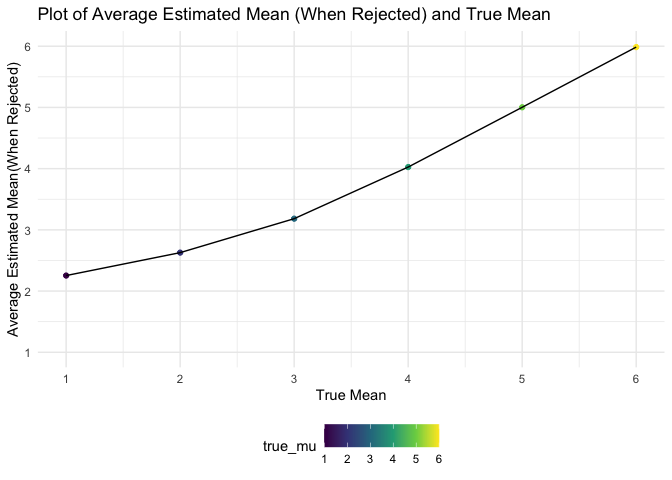 Plot of Average Estimated Mean (When Rejected) and True Mean
Average Estimated Mean(When Rejected)
6
5
4
3
2
1
1 2 3 4 5 6
True Mean
true_mu
1 2 3 4 5 6